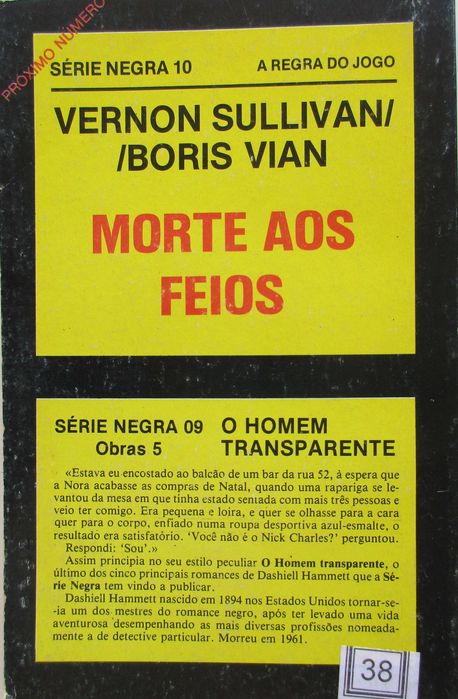 PRÓXIMO NÚMERO
SÉRIE NEGRA 10 A REGRA DO JOGO
VERNON SULLIVAN/
/BORIS VIAN
MORTE AOS
FEIOS
SÉRIE NEGRA 09 O HOMEM
Obras 5 TRANSPARENTE
«Estava eu encostado ao balcão de um bar da rua 52, à espera que
a Nora acabasse as compras de Natal, quando uma rapariga se le-
vantou da mesa em que tinha estado sentada com mais três pessoas e
veio ter comigo. Era pequena e loira, e quer se olhasse para a cara
quer para o corpo, enfiado numa roupa desportiva azul-esmalte, o
resultado era satisfatório. 'Você não é o Nick Charles?' perguntou.
Respondi: 'Sou'.»
Assim principia no seu estilo peculiar O Homem transparente, o
último dos cinco principais romances de Dashiell Hammett que a Sé-
rie Negra tem vindo a publicar.
Dashiell Hammett nascido em 1894 nos Estados Unidos tornar-se-
-ia um dos mestres do romance negro, após ter levado uma vida
aventurosa desempenhando as mais diversas profissões nomeada-
mente a de detective particular. Morreu em 1961.
38